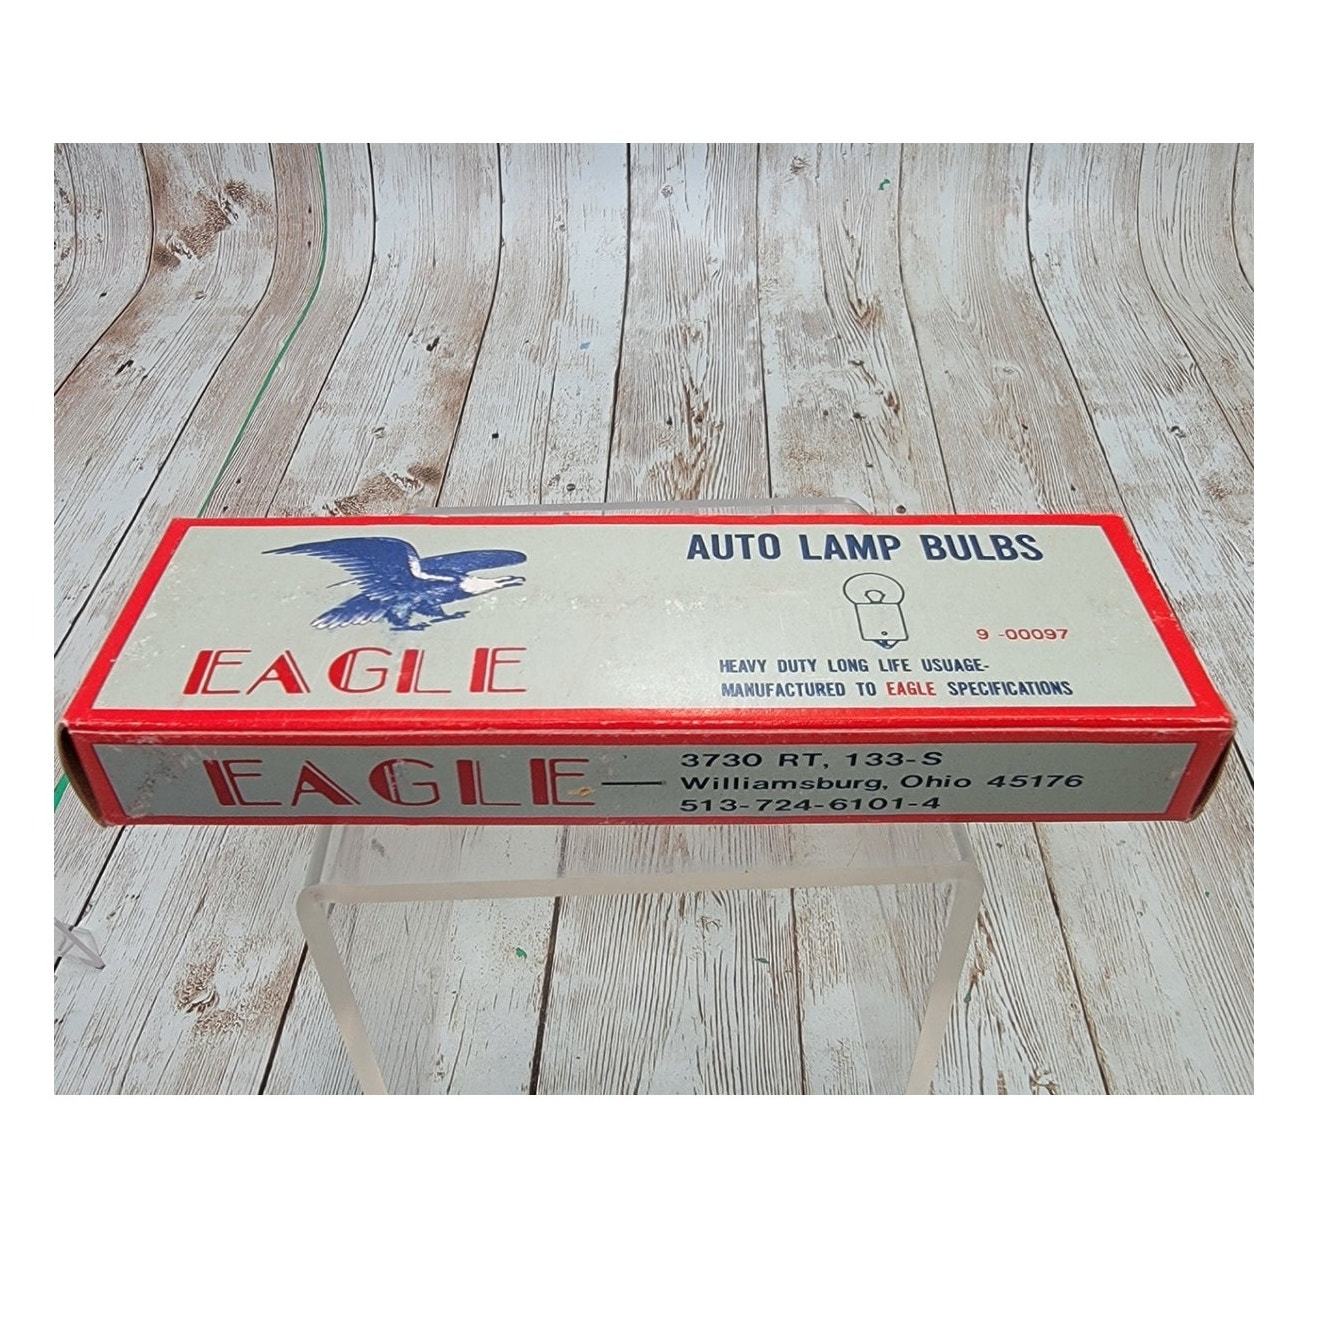 AUTO LAMP BULBS
EAGLE
9 -00097
HEAVY DUTY LONG LIFE USUAGE-
MANUFACTURED TO EAGLE SPECIFICATIONS
EAGLE — 3730 RT, 133-S
Williamsburg, Ohio 45176
513-724-6101-4